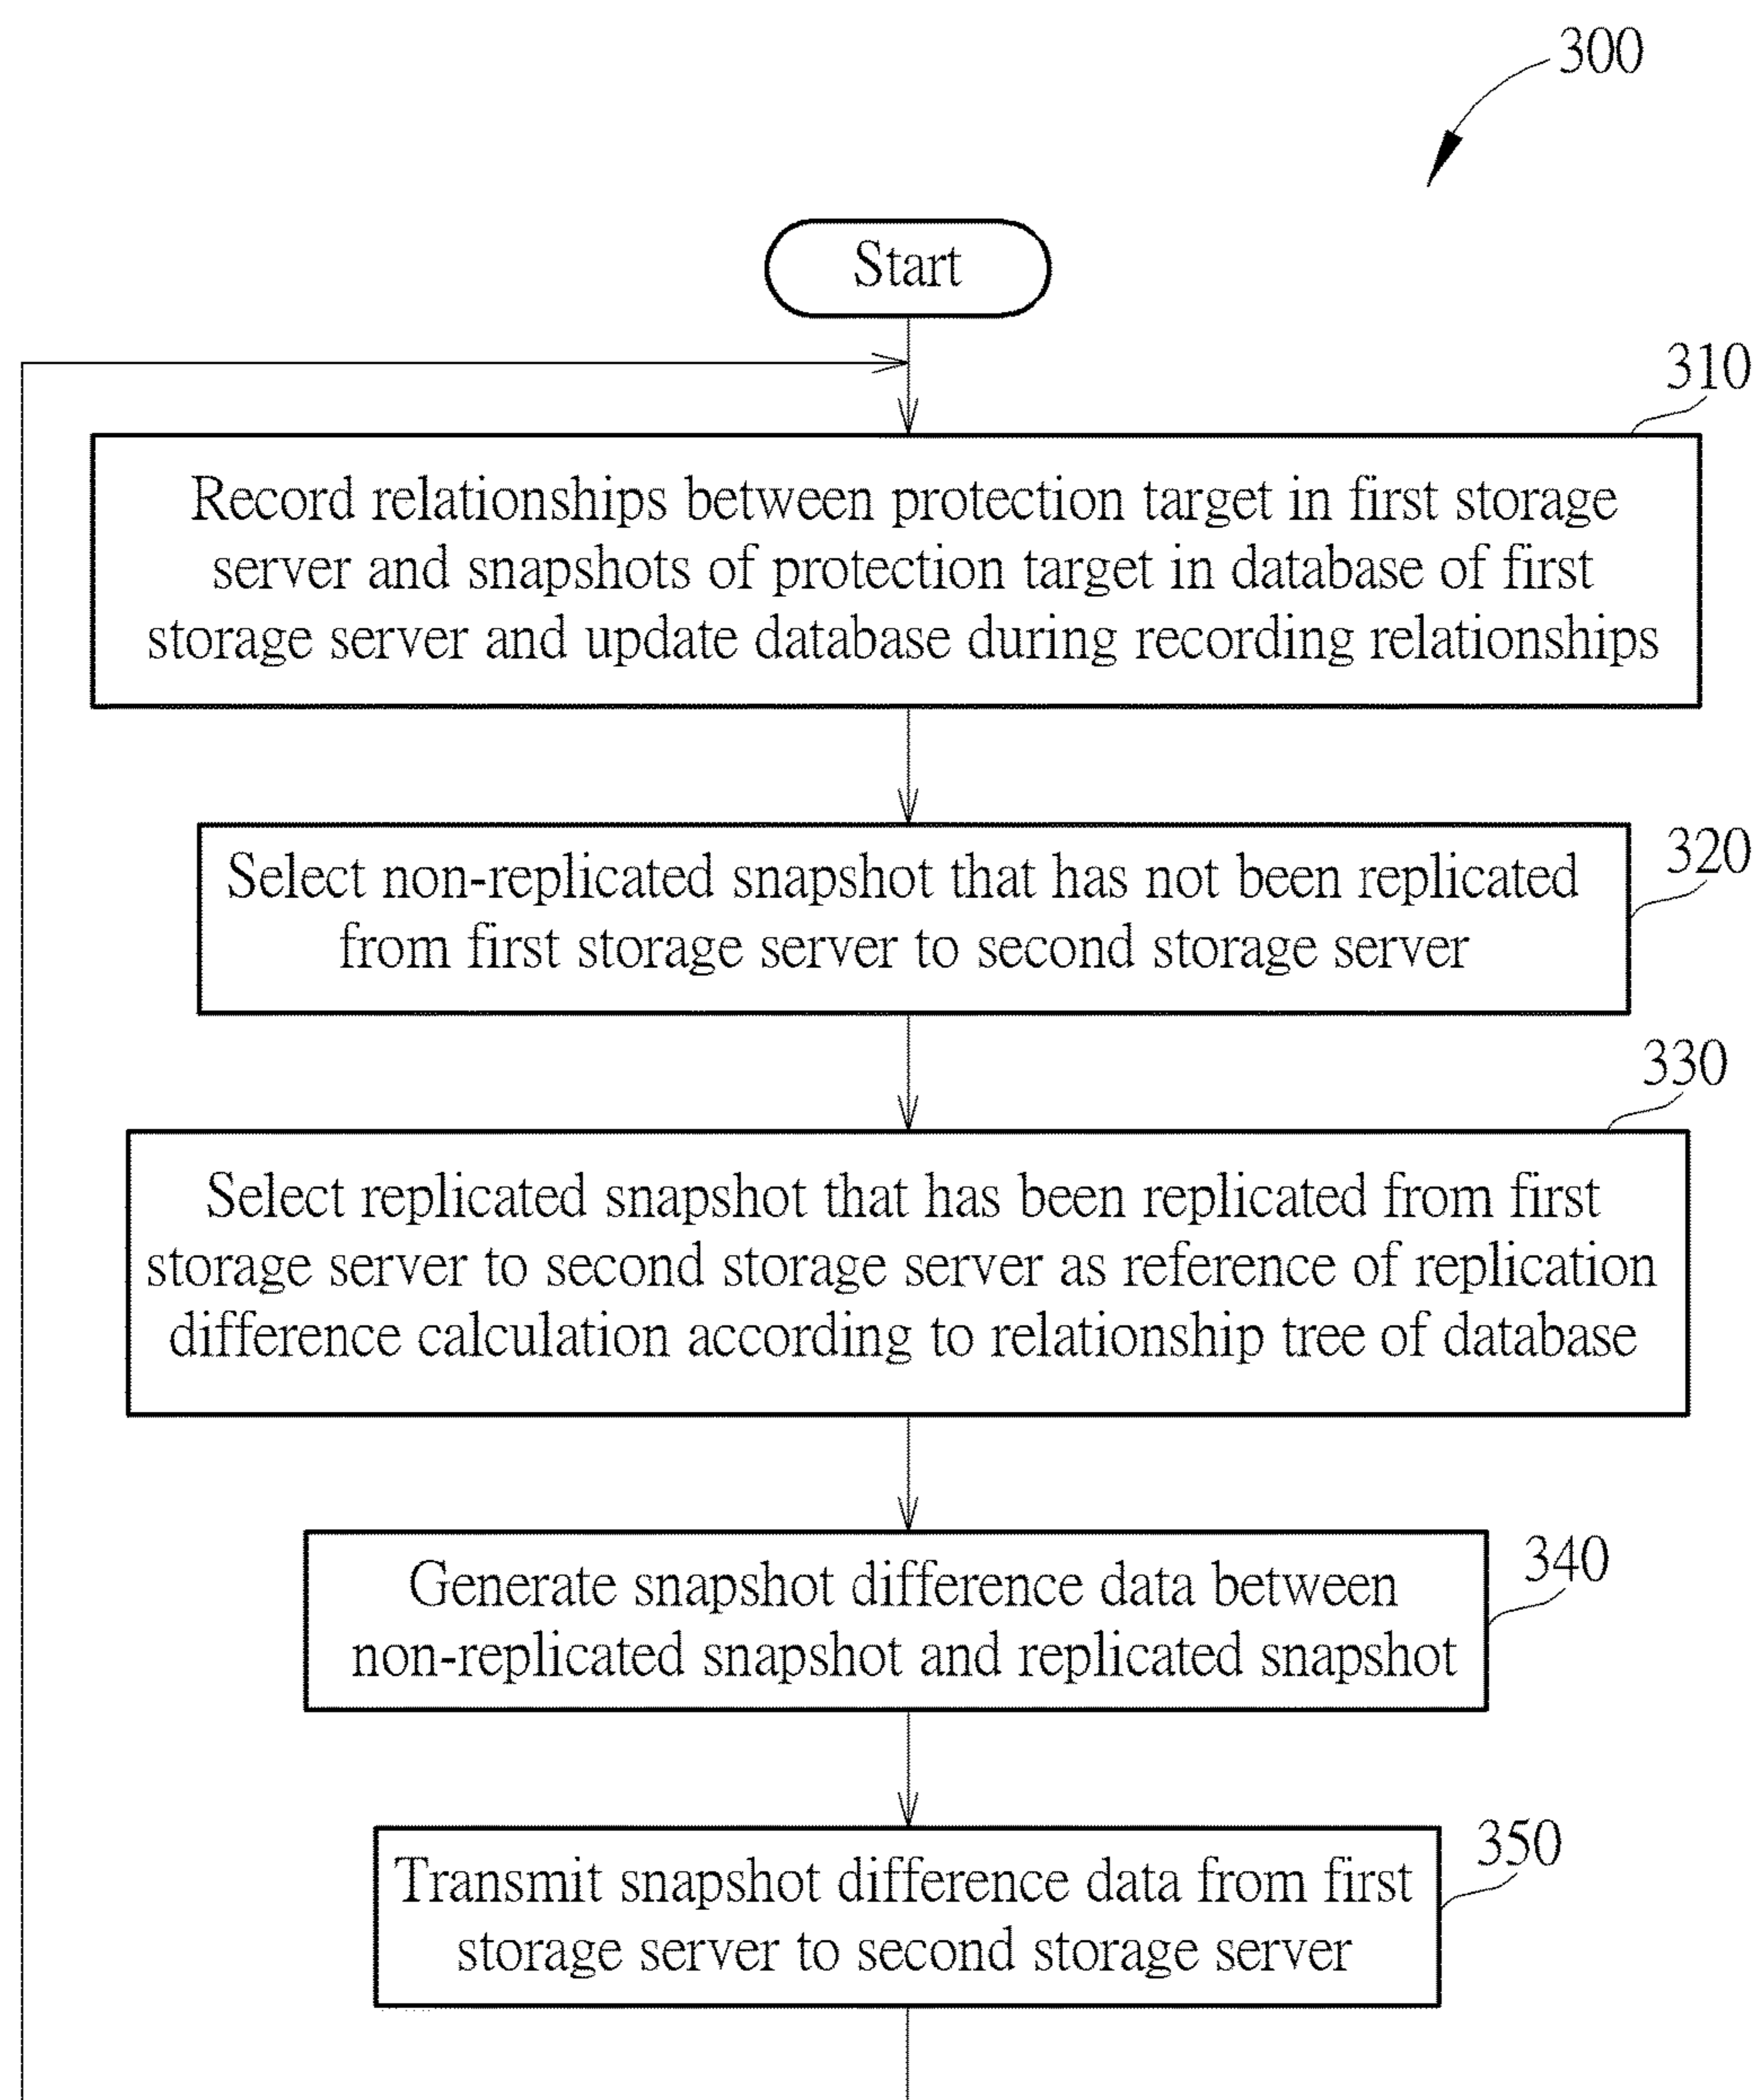 300
Start
310
Record relationships between protection target in first storage
server and snapshots of protection target in database of first
storage server and update database during recording relationships
320
Select non-replicated snapshot that has not been replicated
from first storage server to second storage server
330
Select replicated snapshot that has been replicated from first
storage server to second storage server as reference of replication
difference calculation according to relationship tree of database
340
Generate snapshot difference data between
non-replicated snapshot and replicated snapshot
350
Transmit snapshot difference data from first
storage server to second storage server